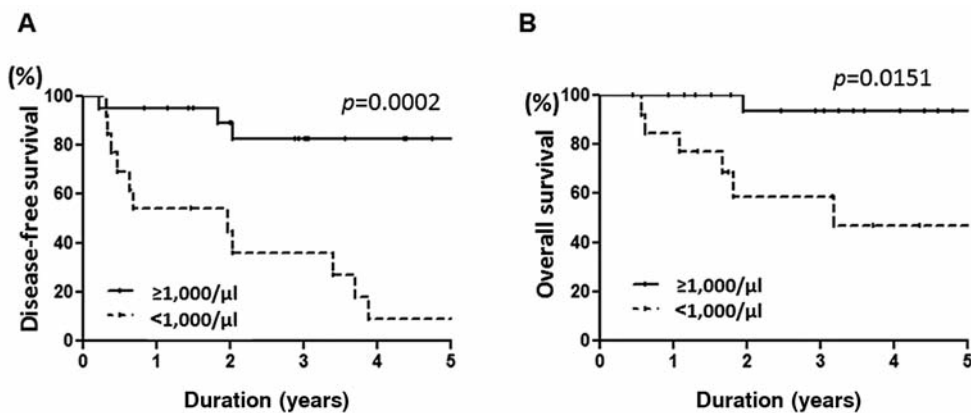 A
(%)
p=0.0002
Disease-free survival
100
80
60
40
20
0
≥1,000/μl
<1,000/μl
0 1 2 3 4 5
Duration (years)
B
(%)
p=0.0151
Overall survival
100
80
60
40
20
0
≥1,000/μl
<1,000/μl
0 1 2 3 4 5
Duration (years)